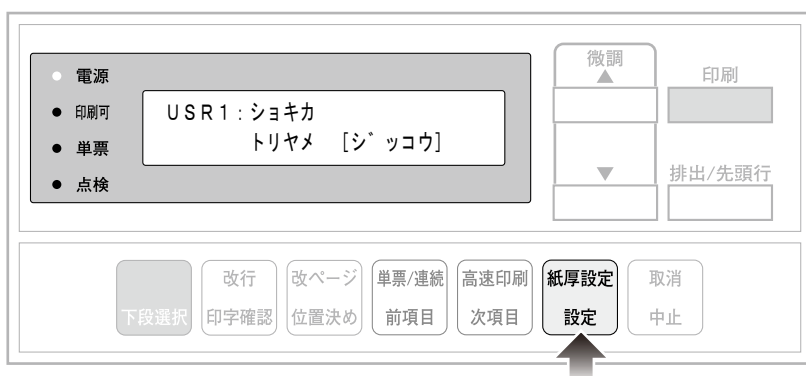 電源
印刷可
単票
点検
USR1:ショキカ
トリヤメ [シ゛ッコウ]
微調
▲
▼
印刷
排出/先頭行
下段選択
改行
印字確認
改ページ
位置決め
単票/連続
前項目
高速印刷
次項目
紙厚設定
設定
取消
中止